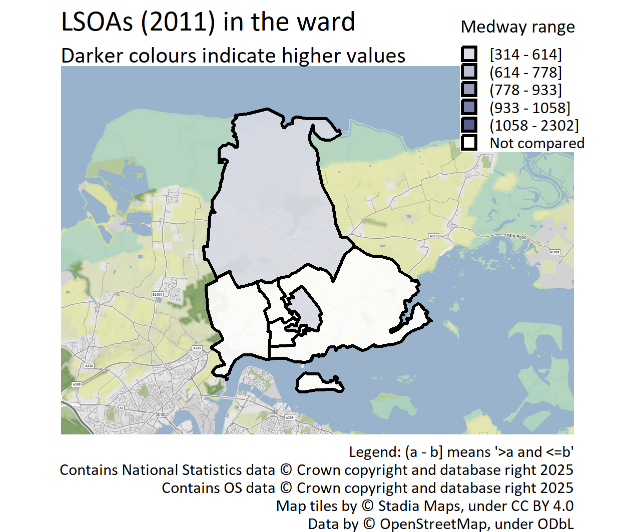 LSOAs (2011) in the ward
Darker colours indicate higher values
Medway range
[314 - 614]
(614 - 778]
(778 - 933]
(933 - 1058]
(1058 - 2302]
Not compared
Legend: (a - b] means '>a and <=b'
Contains National Statistics data © Crown copyright and database right 2025
Contains OS data © Crown copyright and database right 2025
Map tiles by © Stadia Maps, under CC BY 4.0
Data by © OpenStreetMap, under ODbL